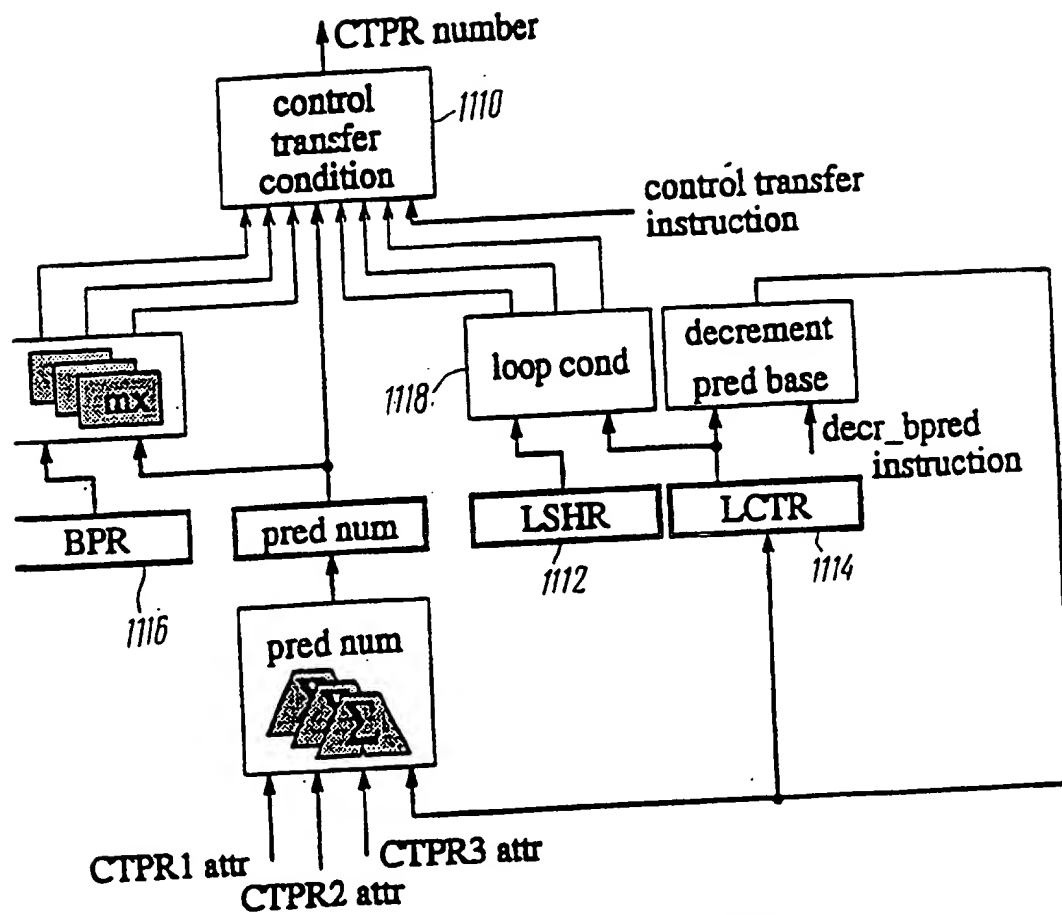 CTPR number
control
transfer
condition
1110
control transfer
instruction
mx
1118
loop cond
decrement
pred base
decr_bpred
instruction
BPR
pred num
LSHR
LCTR
1116
1112
1114
pred num
Σ
CTPR1 attr
CTPR2 attr
CTPR3 attr